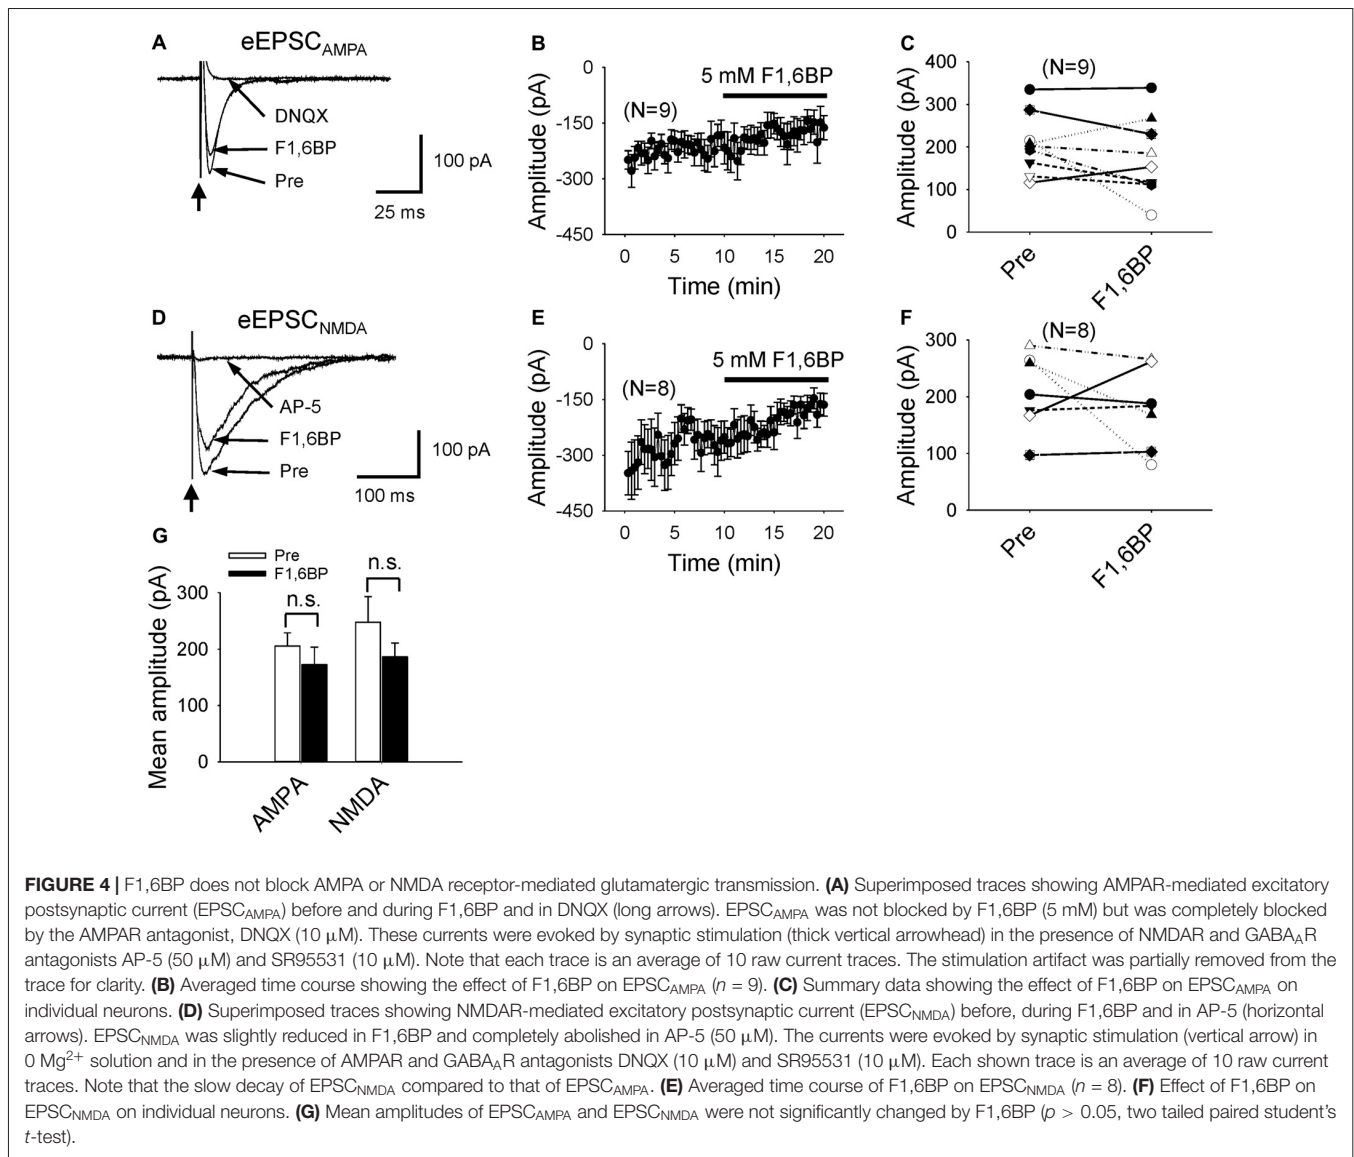 A
eEPSCAMPA
DNQX
F1,6BP
Pre
100 pA
25 ms
B
5 mM F1,6BP
(N=9)
Amplitude (pA)
0
-150
-300
-450
0 5 10 15 20
Time (min)
C
(N=9)
Amplitude (pA)
400
300
200
100
0
Pre
F1,6BP
D
eEPSCNMDA
AP-5
F1,6BP
Pre
100 pA
100 ms
E
5 mM F1,6BP
(N=8)
Amplitude (pA)
0
-150
-300
-450
0 5 10 15 20
Time (min)
F
(N=8)
Amplitude (pA)
300
200
100
0
Pre
F1,6BP
G
Pre
F1,6BP
n.s.
n.s.
Mean amplitude (pA)
300
200
100
0
AMPA
NMDA
FIGURE 4 | F1,6BP does not block AMPA or NMDA receptor-mediated glutamatergic transmission. (A) Superimposed traces showing AMPAR-mediated excitatory
postsynaptic current (EPSCAMPA) before and during F1,6BP and in DNQX (long arrows). EPSCAMPA was not blocked by F1,6BP (5 mM) but was completely blocked
by the AMPAR antagonist, DNQX (10 μM). These currents were evoked by synaptic stimulation (thick vertical arrowhead) in the presence of NMDAR and GABAAR
antagonists AP-5 (50 μM) and SR95531 (10 μM). Note that each trace is an average of 10 raw current traces. The stimulation artifact was partially removed from the
trace for clarity. (B) Averaged time course showing the effect of F1,6BP on EPSCAMPA (n = 9). (C) Summary data showing the effect of F1,6BP on EPSCAMPA on
individual neurons. (D) Superimposed traces showing NMDAR-mediated excitatory postsynaptic current (EPSCNMDA) before, during F1,6BP and in AP-5 (horizontal
arrows). EPSCNMDA was slightly reduced in F1,6BP and completely abolished in AP-5 (50 μM). The currents were evoked by synaptic stimulation (vertical arrow) in
0 Mg2+ solution and in the presence of AMPAR and GABAAR antagonists DNQX (10 μM) and SR95531 (10 μM). Each shown trace is an average of 10 raw current
traces. Note that the slow decay of EPSCNMDA compared to that of EPSCAMPA. (E) Averaged time course of F1,6BP on EPSCNMDA (n = 8). (F) Effect of F1,6BP on
EPSCNMDA on individual neurons. (G) Mean amplitudes of EPSCAMPA and EPSCNMDA were not significantly changed by F1,6BP (p > 0.05, two tailed paired student's
t-test).